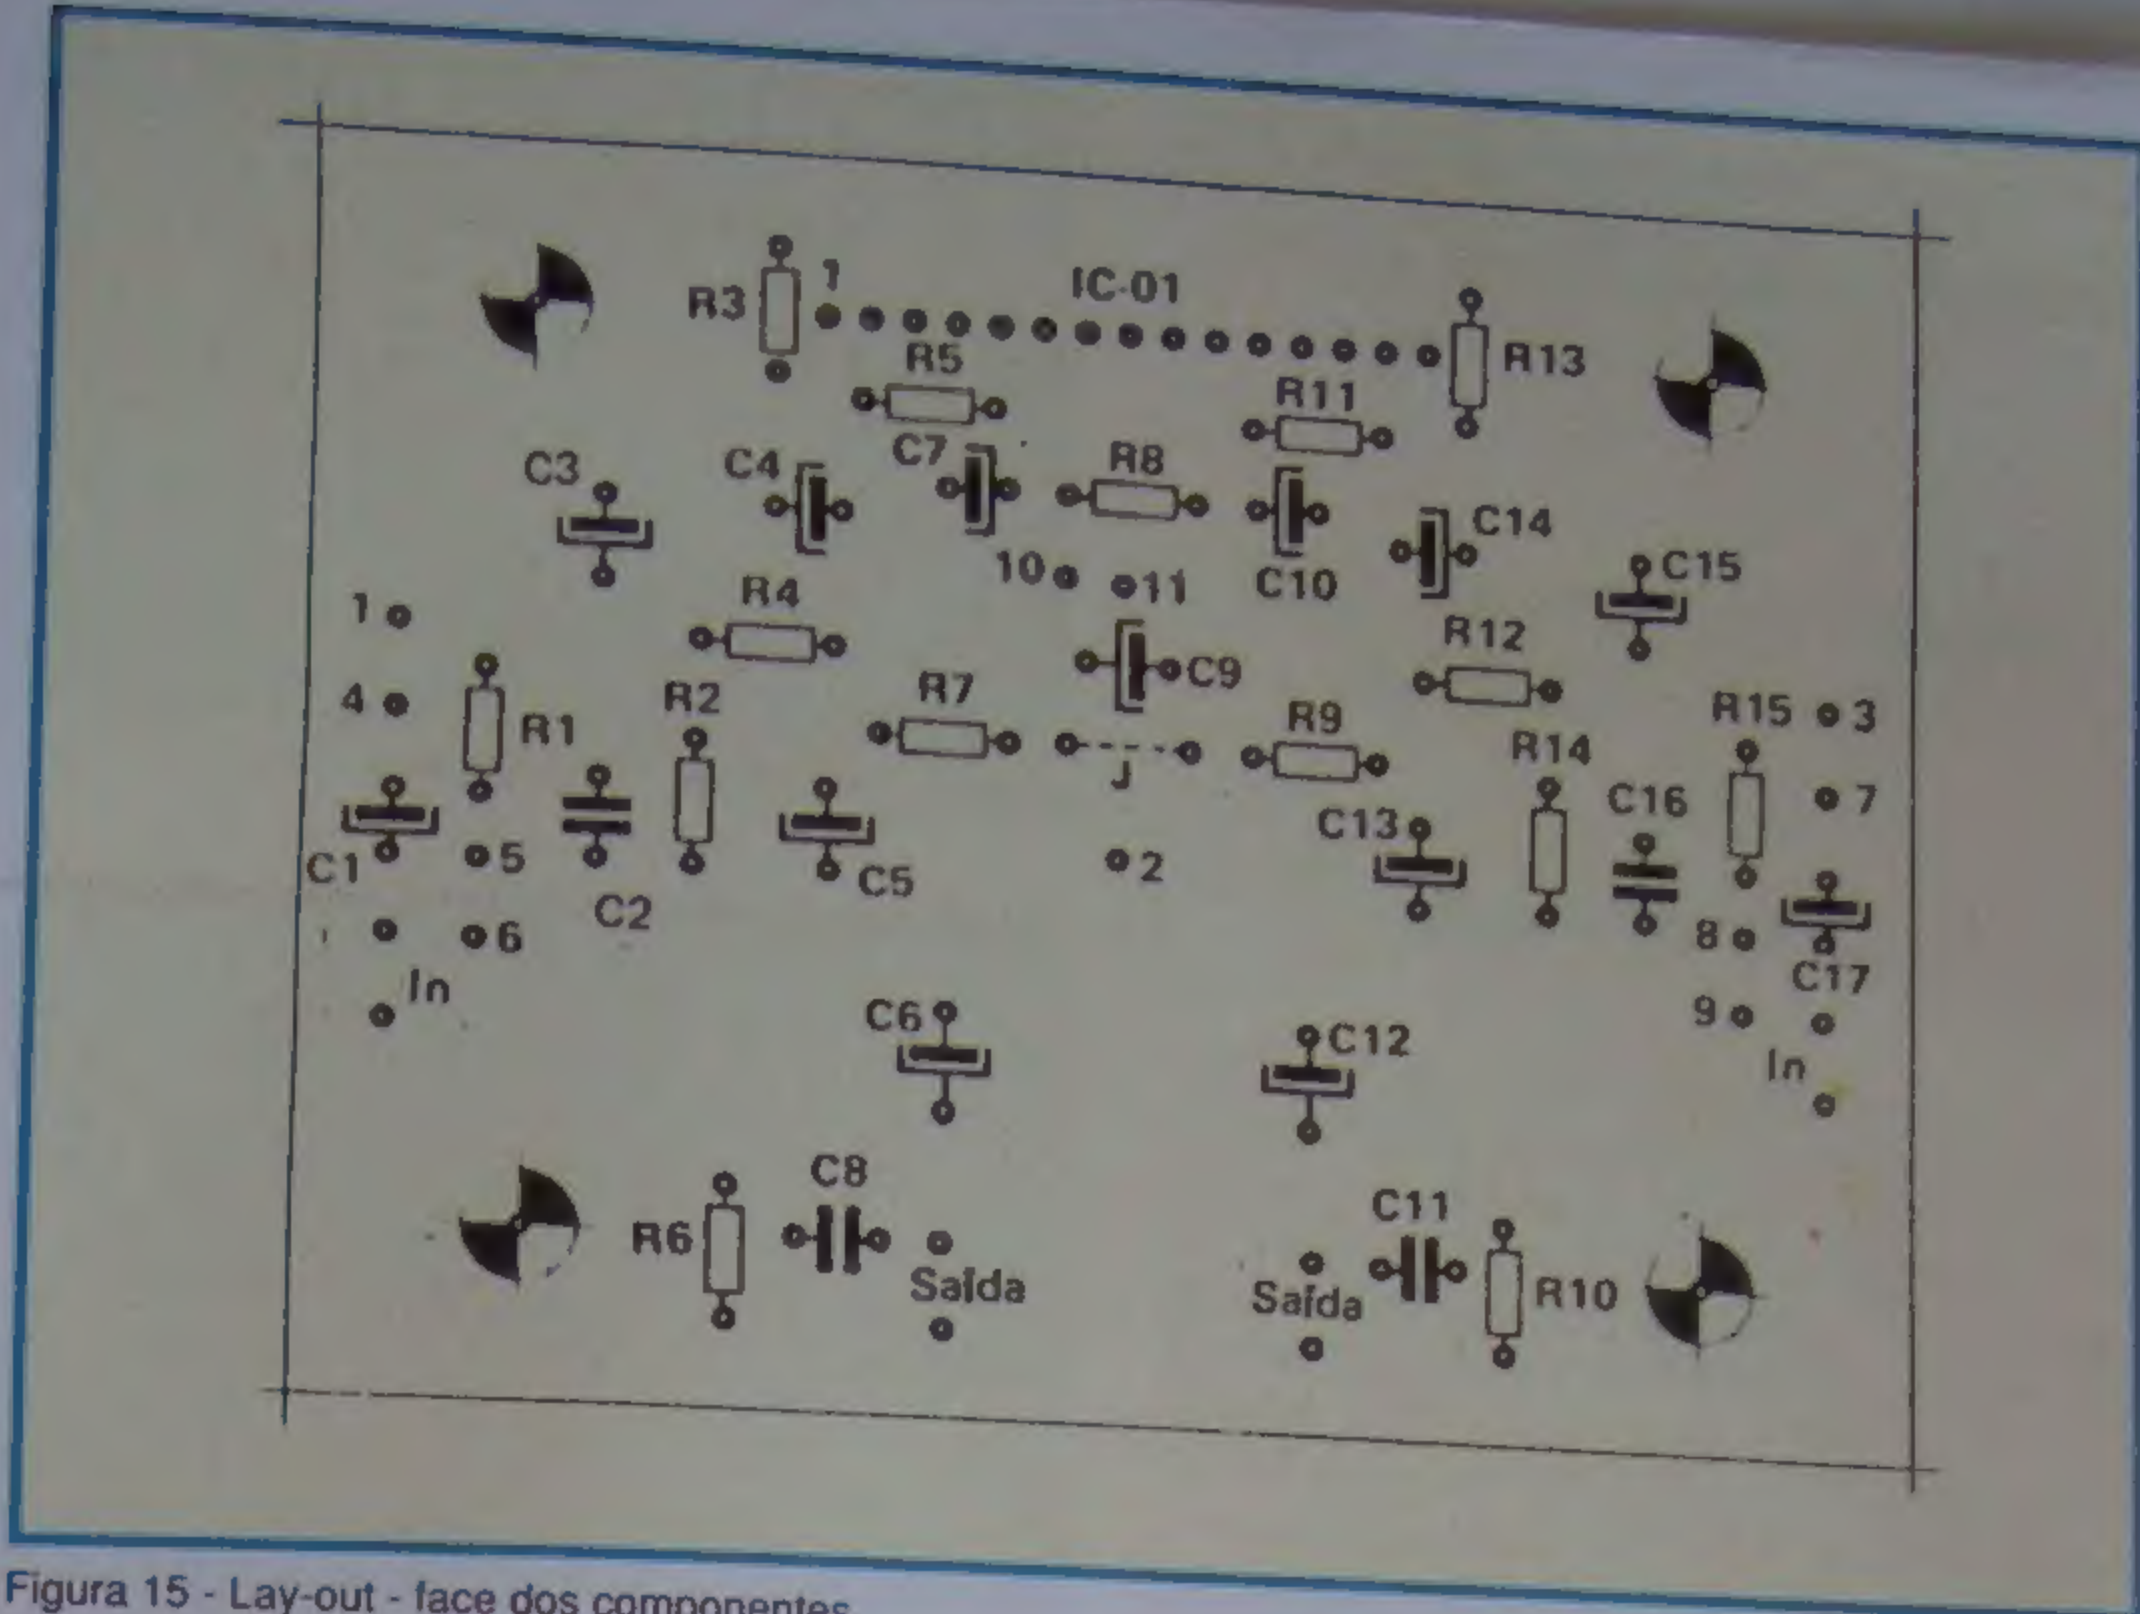 1
IC-01
R3
R13
R5
R11
C7
R8
C3
C4
C14
10
11
C10
C15
1
R4
R12
C9
4
R1
R2
R7
R9
R15
3
J
R14
C16
7
C13
C1
5
C5
2
C2
6
8
C17
In
9
C6
C12
In
C8
C11
R6
Saída
Saída
R10
Figura 15 - Lay-out - face dos componentes